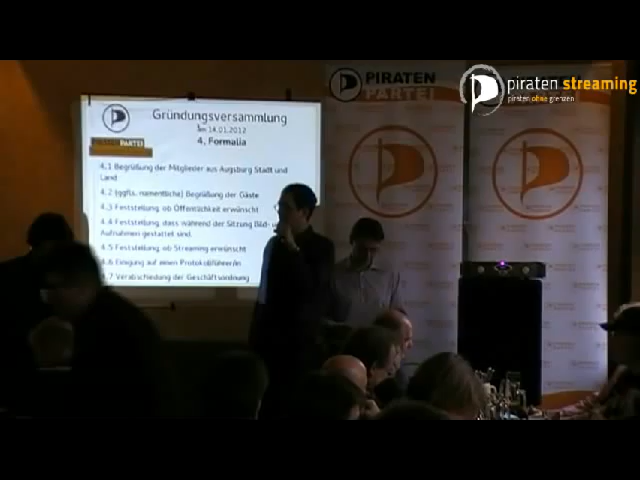 Gründungsversammlung
am 14.01.2012
4. Formalia
PIRATENPARTEI
4.1 Begrüßung der Mitglieder aus Augsburg Stadt und
Land
4.2 (ggfls. namentliche) Begrüßung der Gäste
4.3 Feststellung, ob Öffentlichkeit erwünscht
4.4 Feststellung, dass während der Sitzung Bild- u
Aufnahmen gestattet sind.
4.5 Feststellung, ob Streaming erwünscht
4.6 Einigung auf einen Protokollführer/in
4.7 Verabschiedung der Geschäftsordnung
PIRATEN
PARTEI
piraten streaming
piraten ohne grenzen